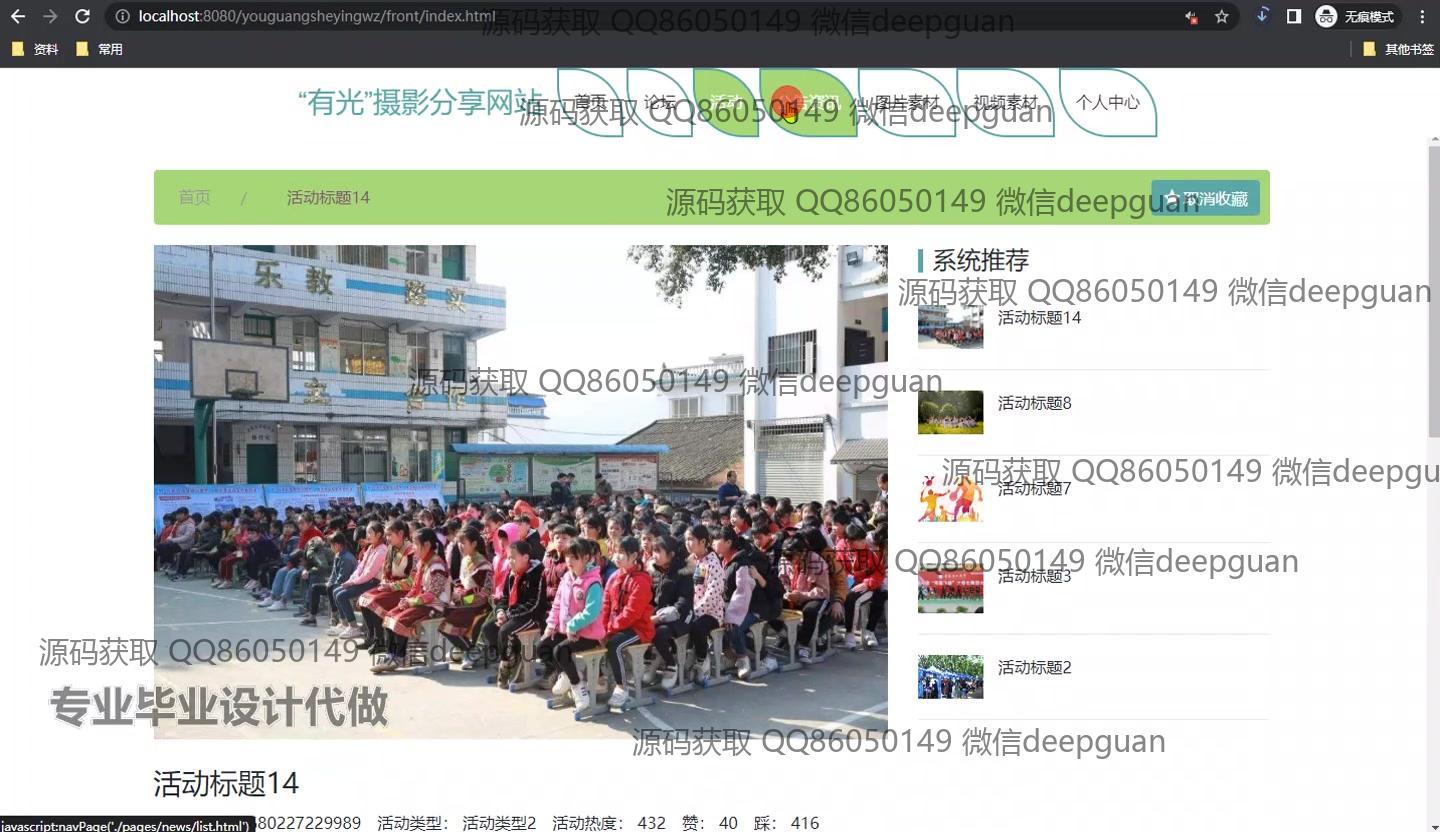 localhost:8080/youguangsheyingwz/front/index.html
无痕模式
资料
常用
其他书签
源码获取 QQ86050149 微信deepguan
“有光”摄影分享网站
首页
论坛
活动
公告资讯
图片素材
视频素材
个人中心
源码获取 QQ86050149 微信deepguan
首页 / 活动标题14
取消收藏
源码获取 QQ86050149 微信deepguan
乐教
系统推荐
源码获取 QQ86050149 微信deepguan
活动标题14
源码获取 QQ86050149 微信deepguan
活动标题8
源码获取 QQ86050149 微信deepgu
活动标题7
源码获取 QQ86050149 微信deepguan
活动标题3
源码获取 QQ86050149 微信deepguan
活动标题2
专业毕业设计代做
源码获取 QQ86050149 微信deepguan
活动标题14
80227229989 活动类型： 活动类型2 活动热度： 432 赞： 40 踩： 416
javascript:navPage('./pages/news/list.html')